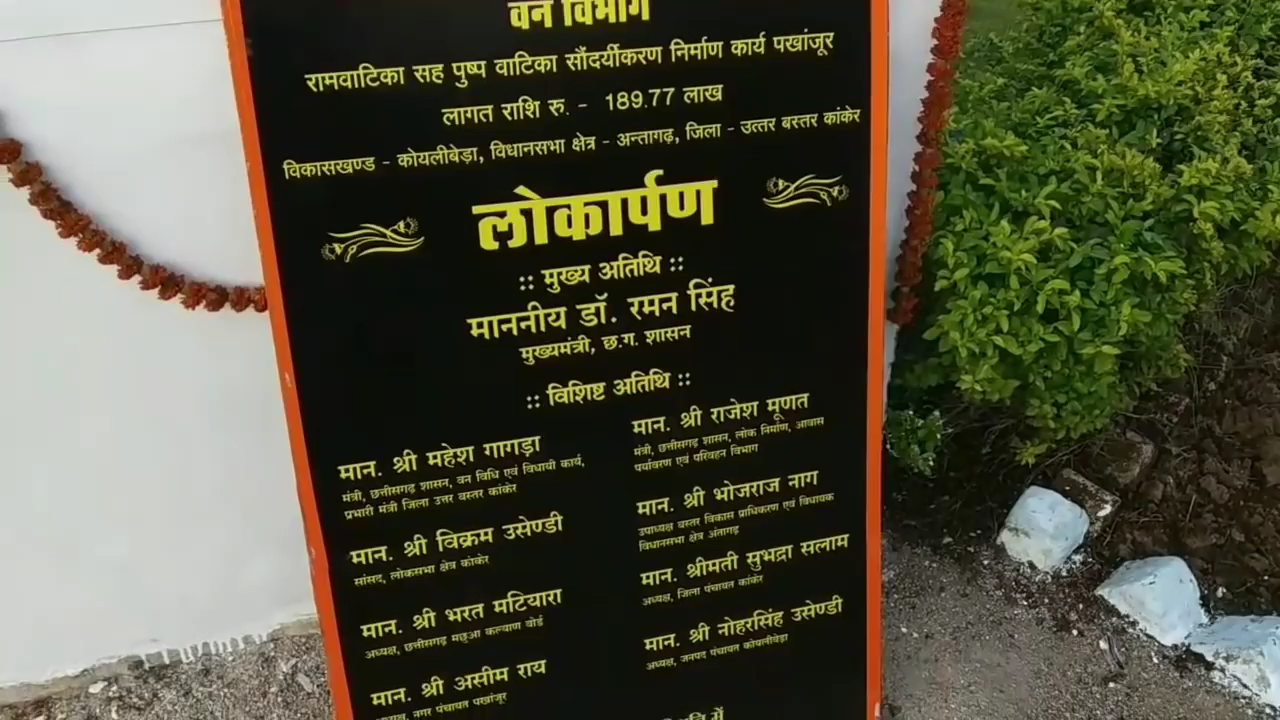 वन विभाग
रामवाटिका सह पुष्प वाटिका सौंदर्यीकरण निर्माण कार्य पखांजूर
लागत राशि रु. - 189.77 लाख
विकासखण्ड - कोयलीबेड़ा, विधानसभा क्षेत्र - अन्तागढ़, जिला - उत्तर बस्तर कांकेर
लोकार्पण
:: मुख्य अतिथि ::
माननीय डॉ. रमन सिंह
मुख्यमंत्री, छ.ग. शासन
:: विशिष्ट अतिथि ::
मान. श्री महेश गागड़ा
मंत्री, छत्तीसगढ़ शासन, वन विधि एवं विधायी कार्य,
प्रभारी मंत्री जिला उत्तर बस्तर कांकेर
मान. श्री विक्रम उसेण्डी
सांसद, लोकसभा क्षेत्र कांकेर
मान. श्री भरत मटियारा
अध्यक्ष, छत्तीसगढ़ मछुआ कल्याण बोर्ड
मान. श्री असीम राय
अध्यक्ष, नगर पंचायत पखांजूर
मान. श्री राजेश मूणत
मंत्री, छत्तीसगढ़ शासन, लोक निर्माण, आवास
पर्यावरण एवं परिवहन विभाग
मान. श्री भोजराज नाग
उपाध्यक्ष बस्तर विकास प्राधिकरण एवं विधायक
विधानसभा क्षेत्र अंतागढ़
मान. श्रीमती सुभद्रा सलाम
अध्यक्ष, जिला पंचायत कांकेर
मान. श्री नोहरसिंह उसेण्डी
अध्यक्ष, जनपद पंचायत कोयलीबेड़ा
में